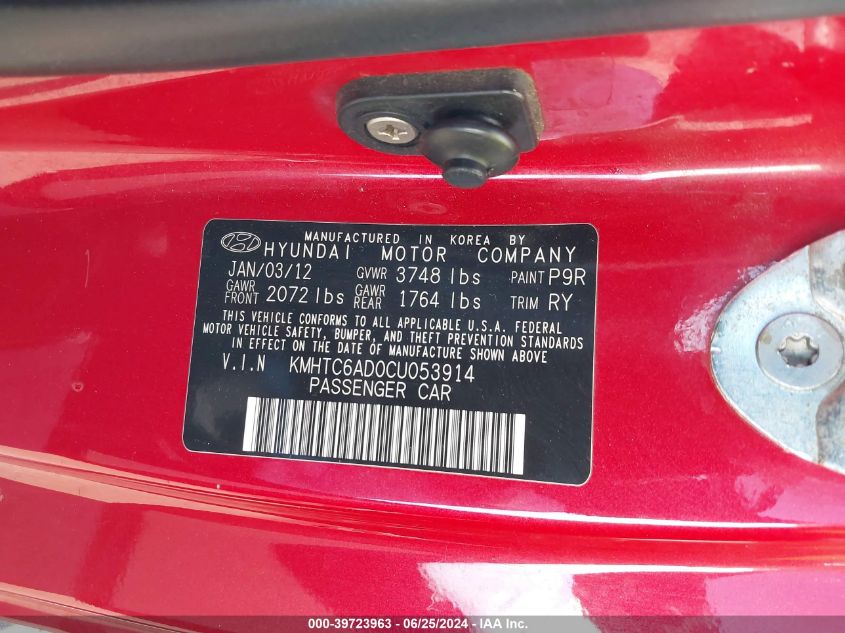 MANUFACTURED IN KOREA BY
HYUNDAI MOTOR COMPANY
JAN/03/12 GVWR 3748 lbs PAINT P9R
GAWR FRONT 2072 lbs GAWR REAR 1764 lbs TRIM RY
THIS VEHICLE CONFORMS TO ALL APPLICABLE U.S.A. FEDERAL
MOTOR VEHICLE SAFETY, BUMPER, AND THEFT PREVENTION STANDARDS
IN EFFECT ON THE DATE OF MANUFACTURE SHOWN ABOVE
V.I.N KMHTC6AD0CU053914
PASSENGER CAR
000-39723963 - 06/25/2024 - IAA Inc.